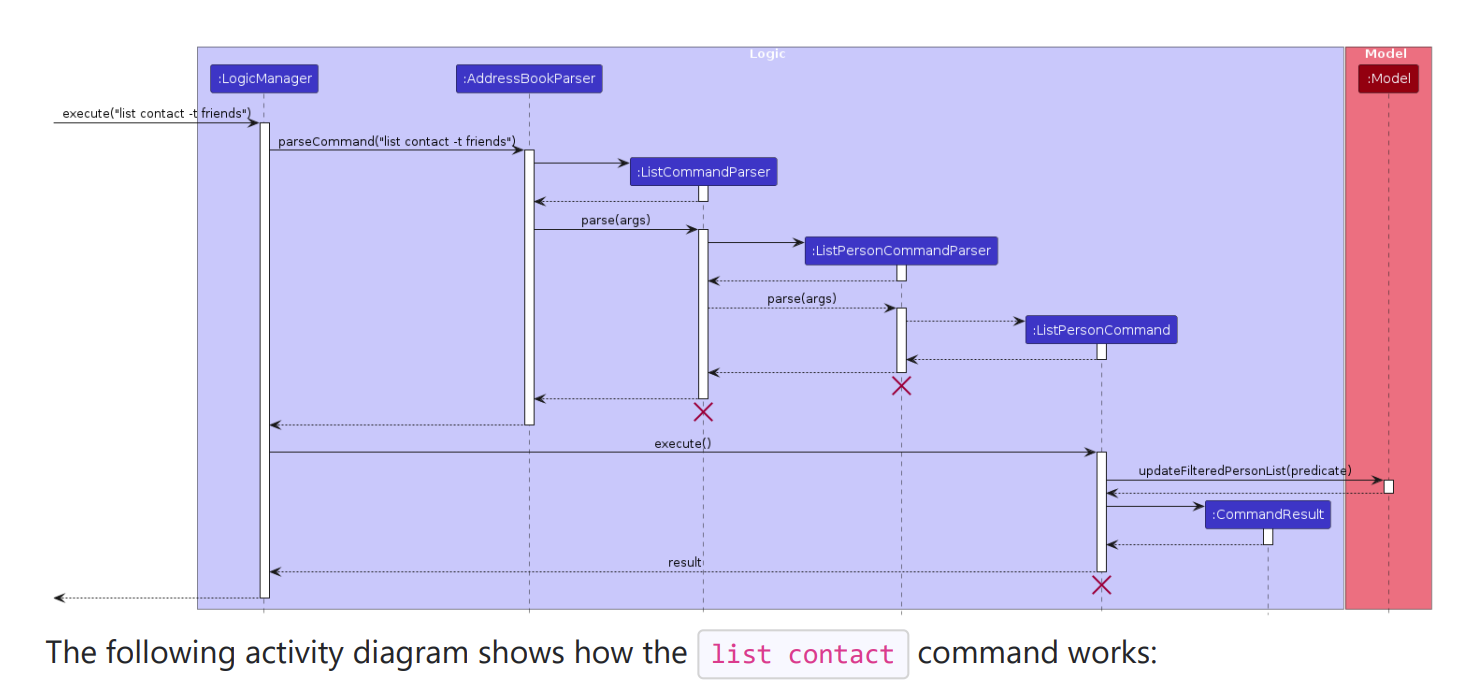 Logic
Model
:LogicManager
:AddressBookParser
:Model
execute("list contact -t friends")
parseCommand("list contact -t friends")
:ListCommandParser
parse(args)
:ListPersonCommandParser
parse(args)
:ListPersonCommand
execute()
updateFilteredPersonList(predicate)
:CommandResult
result
The following activity diagram shows how the list contact command works: